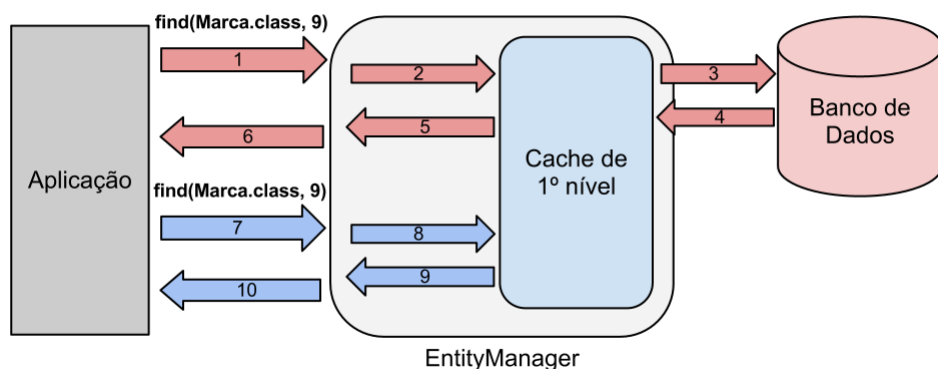 find(Marca.class, 9)
1
2
3
4
5
6
Banco de
Dados
Cache de
1º nível
Aplicação
find(Marca.class, 9)
7
8
9
10
EntityManager